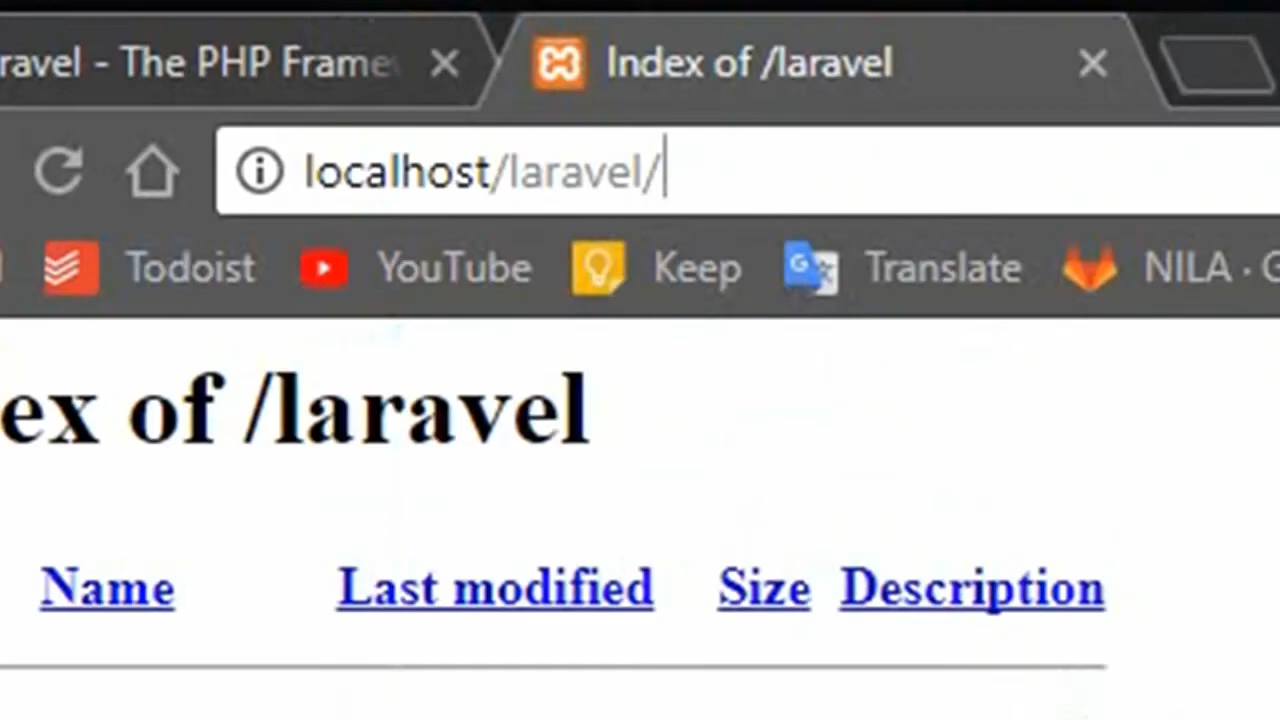 ravel - The PHP Frame
Index of /laravel
localhost/laravel/
Todoist YouTube Keep Translate NILA · G
ex of /laravel
Name Last modified Size Description